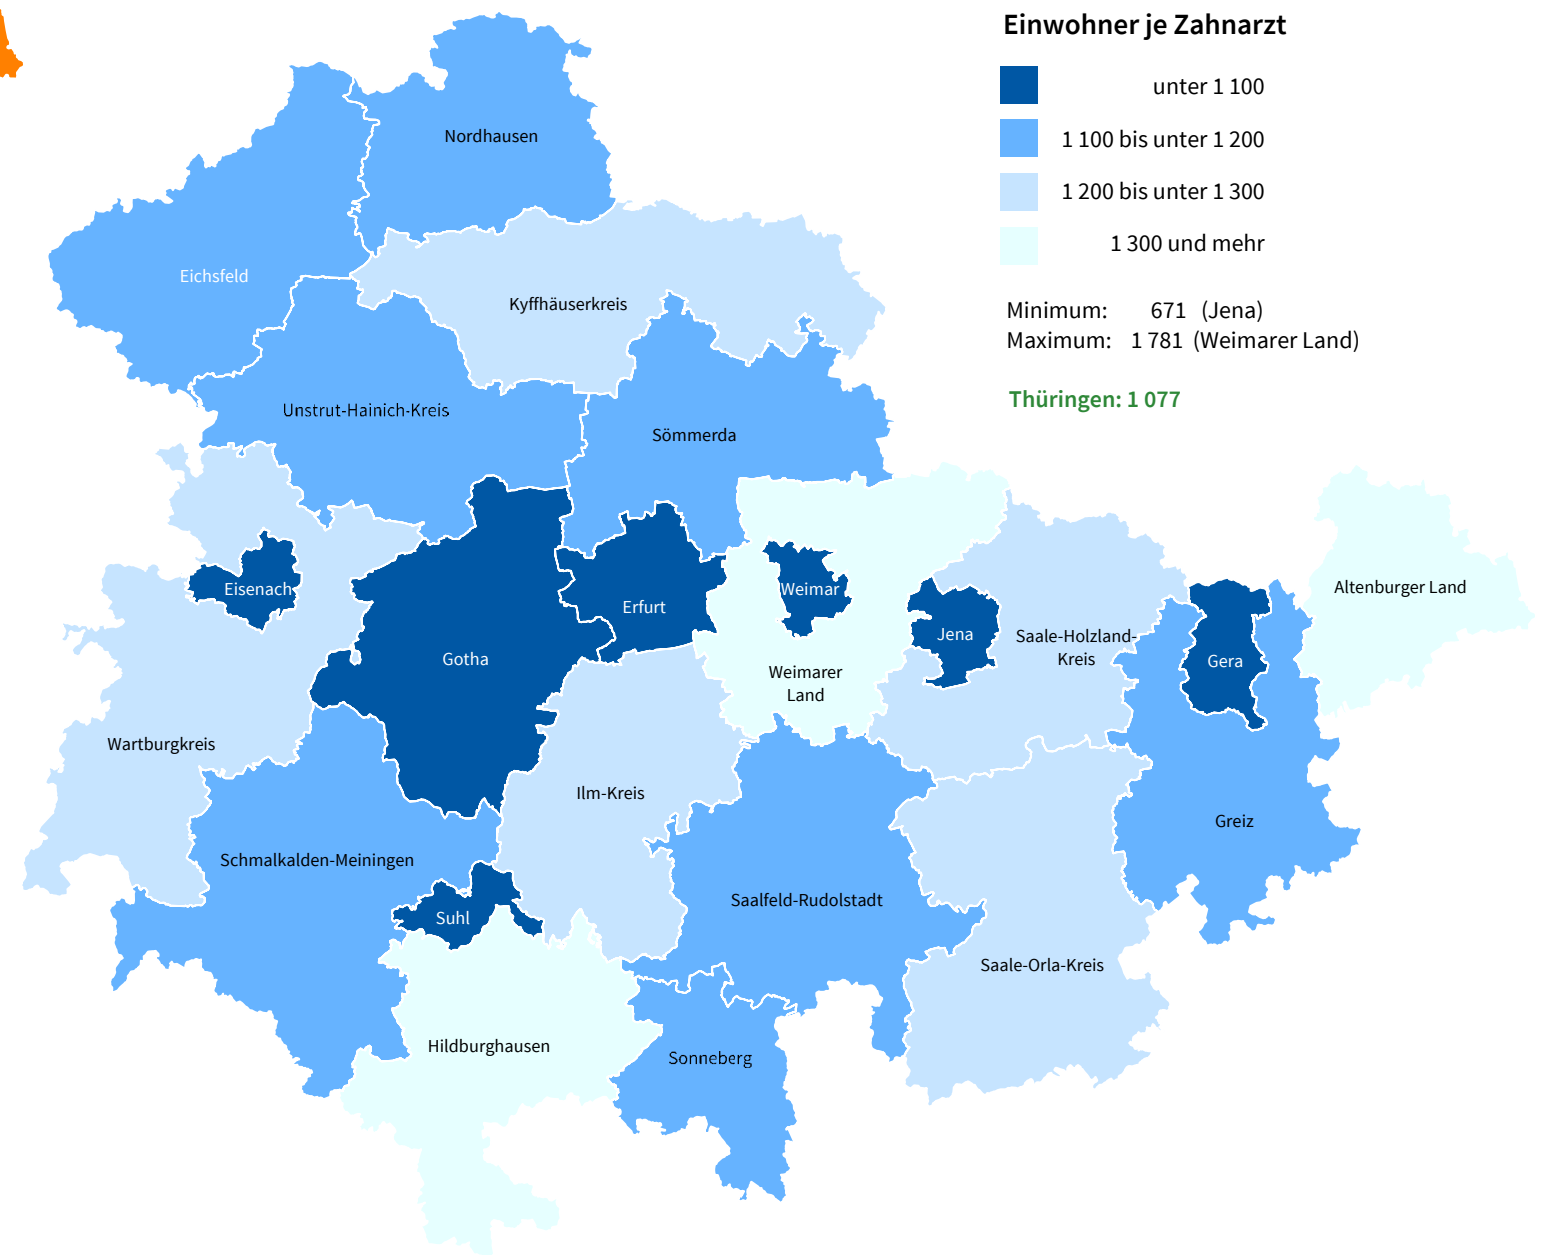 Einwohner je Zahnarzt
unter 1 100
1 100 bis unter 1 200
1 200 bis unter 1 300
1 300 und mehr
Minimum: 671 (Jena)
Maximum: 1 781 (Weimarer Land)
Thüringen: 1 077
Nordhausen
Eichsfeld
Kyffhäuserkreis
Unstrut-Hainich-Kreis
Sömmerda
Eisenach
Erfurt
Weimar
Altenburger Land
Jena
Saale-Holzland-
Kreis
Gotha
Gera
Weimarer
Land
Wartburgkreis
Ilm-Kreis
Greiz
Schmalkalden-Meiningen
Saalfeld-Rudolstadt
Suhl
Saale-Orla-Kreis
Hildburghausen
Sonneberg